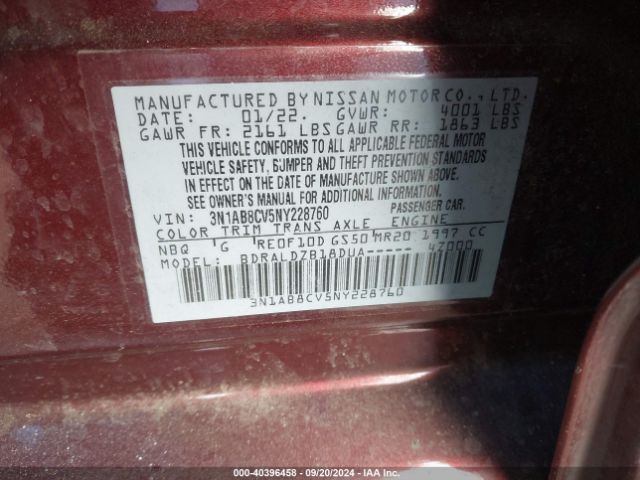 MANUFACTURED BY NISSAN MOTOR CO., LTD.
DATE: 01/22. GVWR: 4001 LBS
GAWR FR: 2161 LBS GAWR RR: 1863 LBS
THIS VEHICLE CONFORMS TO ALL APPLICABLE FEDERAL MOTOR
VEHICLE SAFETY, BUMPER AND THEFT PREVENTION STANDARDS
IN EFFECT ON THE DATE OF MANUFACTURE SHOWN ABOVE.
SEE OWNER'S MANUAL FOR ADDITIONAL INFORMATION.
VIN: 3N1AB8CV5NY228760 PASSENGER CAR.
COLOR TRIM TRANS AXLE ENGINE
NBQ G RE0F10D GS50 MR20 1997 CC
MODEL: BDRALDZB18DUA----- 4Z000
3N1AB8CV5NY228760
000-40396458 - 09/20/2024 - IAA Inc.